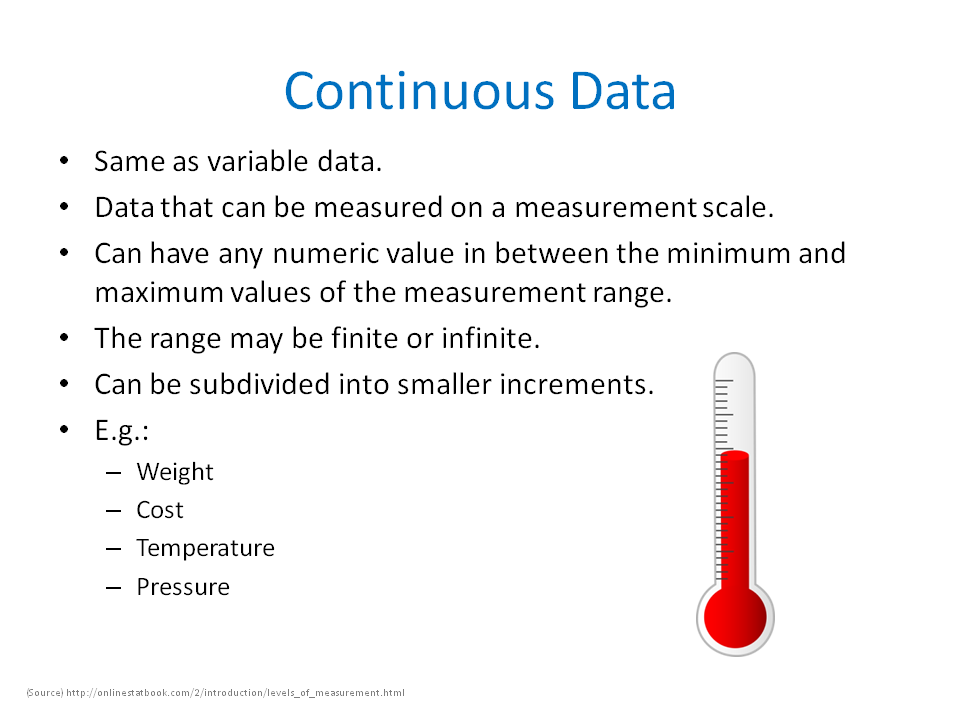 Continuous Data
• Same as variable data.
• Data that can be measured on a measurement scale.
• Can have any numeric value in between the minimum and
maximum values of the measurement range.
• The range may be finite or infinite.
• Can be subdivided into smaller increments.
• E.g.:
– Weight
– Cost
– Temperature
– Pressure
(Source) http://onlinestatbook.com/2/introduction/levels_of_measurement.html